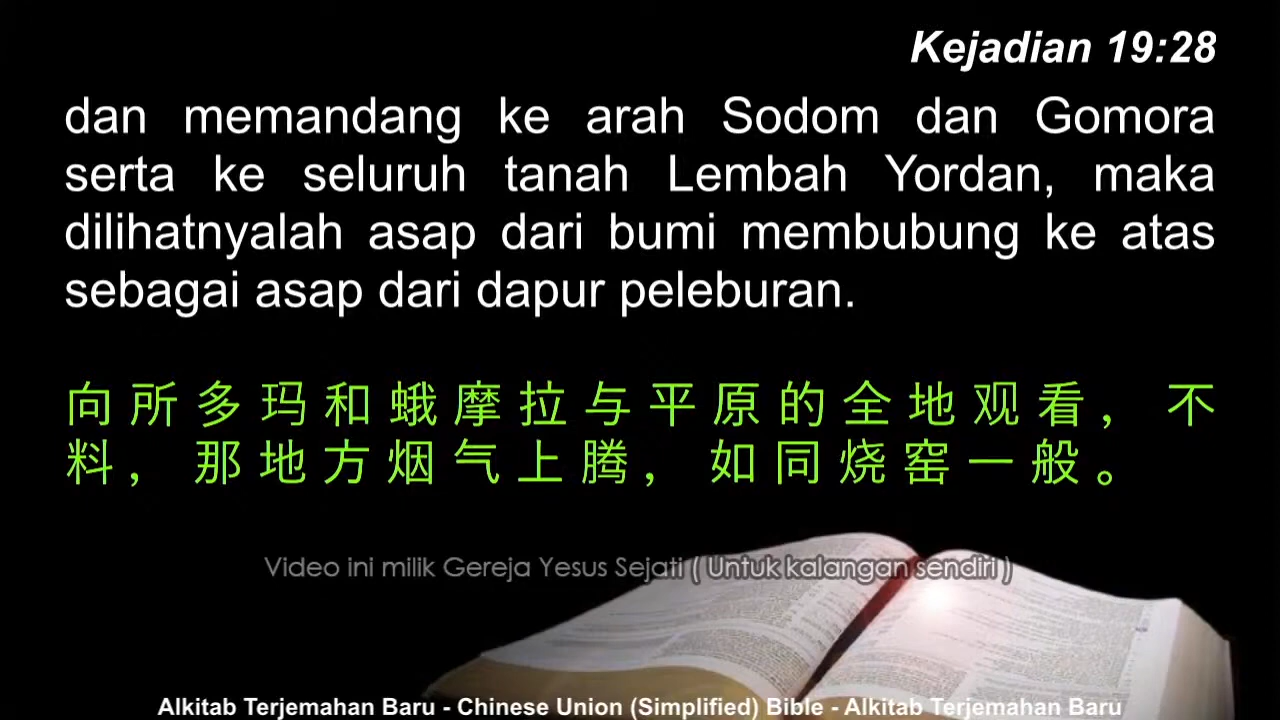 Kejadian 19:28
dan memandang ke arah Sodom dan Gomora
serta ke seluruh tanah Lembah Yordan, maka
dilihatnyalah asap dari bumi membubung ke atas
sebagai asap dari dapur peleburan.
向所多玛和蛾摩拉与平原的全地观看，不
料，那地方烟气上腾，如同烧窑一般。
Video ini milik Gereja Yesus Sejati ( Untuk kalangan sendiri )
Alkitab Terjemahan Baru - Chinese Union (Simplified) Bible - Alkitab Terjemahan Baru